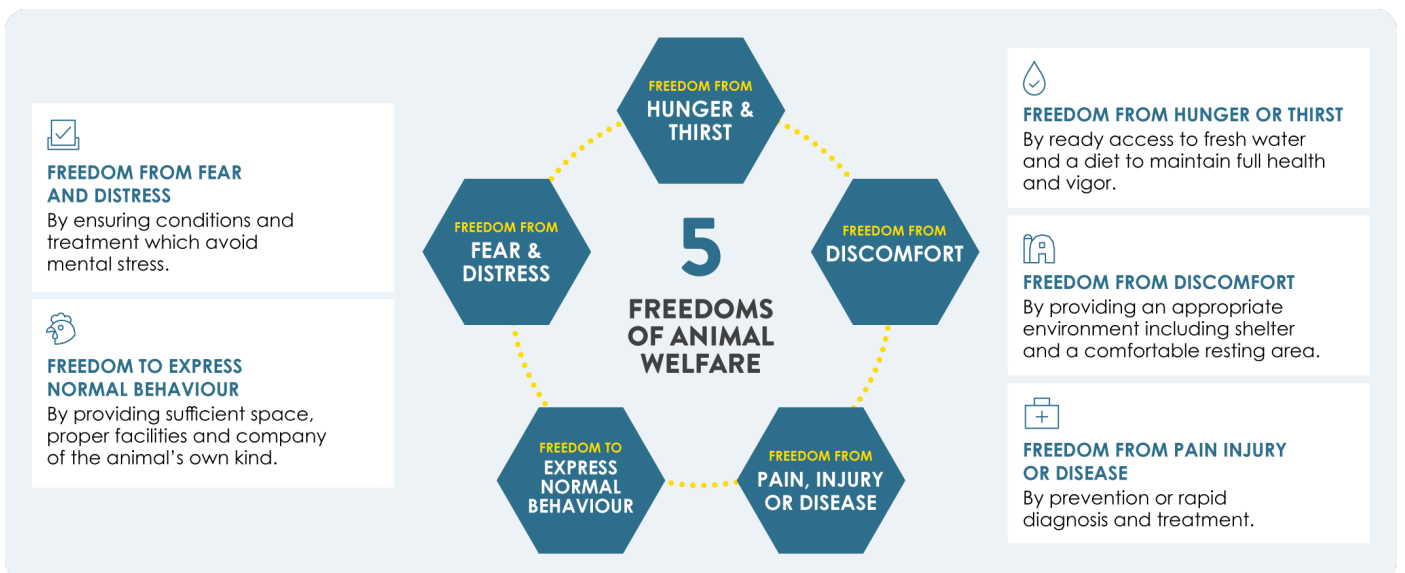 FREEDOM FROM FEAR
AND DISTRESS
By ensuring conditions and
treatment which avoid
mental stress.
FREEDOM TO EXPRESS
NORMAL BEHAVIOUR
By providing sufficient space,
proper facilities and company
of the animal's own kind.
FREEDOM FROM
HUNGER &
THIRST
FREEDOM FROM
FEAR &
DISTRESS
FREEDOM FROM
DISCOMFORT
5
FREEDOMS
OF ANIMAL
WELFARE
FREEDOM TO
EXPRESS
NORMAL
BEHAVIOUR
FREEDOM FROM
PAIN, INJURY
OR DISEASE
FREEDOM FROM HUNGER OR THIRST
By ready access to fresh water
and a diet to maintain full health
and vigor.
FREEDOM FROM DISCOMFORT
By providing an appropriate
environment including shelter
and a comfortable resting area.
FREEDOM FROM PAIN INJURY
OR DISEASE
By prevention or rapid
diagnosis and treatment.